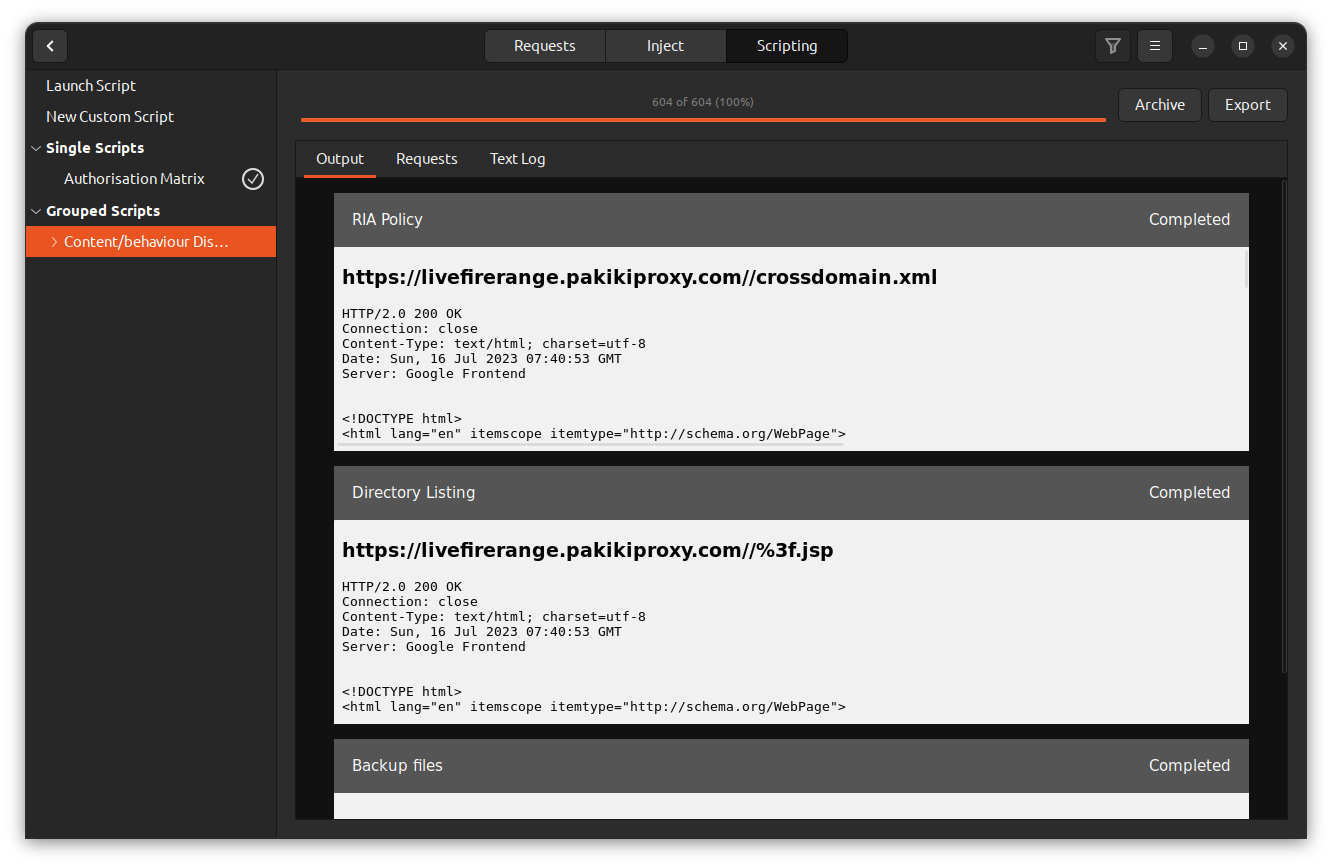 Requests
Inject
Scripting
Launch Script
New Custom Script
Single Scripts
Authorisation Matrix
Grouped Scripts
Content/behaviour Dis…
604 of 604 (100%)
Archive
Export
Output
Requests
Text Log
RIA Policy
Completed
https://livefirerange.pakikiproxy.com//crossdomain.xml
HTTP/2.0 200 OK
Connection: close
Content-Type: text/html; charset=utf-8
Date: Sun, 16 Jul 2023 07:40:53 GMT
Server: Google Frontend
<!DOCTYPE html>
<html lang="en" itemscope itemtype="http://schema.org/WebPage">
Directory Listing
Completed
https://livefirerange.pakikiproxy.com//%3f.jsp
HTTP/2.0 200 OK
Connection: close
Content-Type: text/html; charset=utf-8
Date: Sun, 16 Jul 2023 07:40:53 GMT
Server: Google Frontend
<!DOCTYPE html>
<html lang="en" itemscope itemtype="http://schema.org/WebPage">
Backup files
Completed